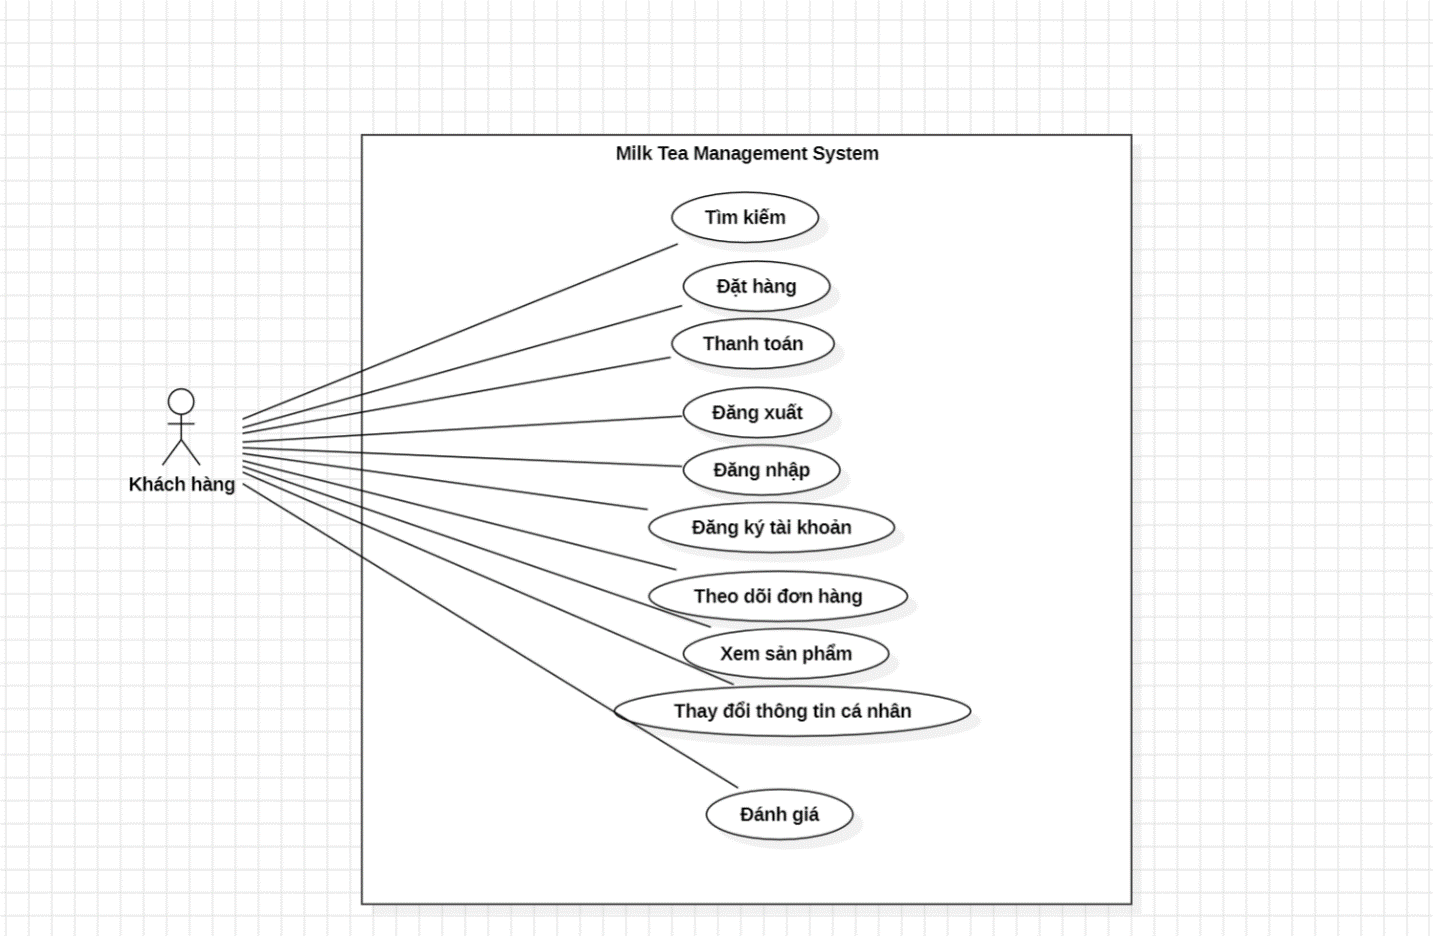 Milk Tea Management System
Tìm kiếm
Đặt hàng
Thanh toán
Đăng xuất
Đăng nhập
Khách hàng
Đăng ký tài khoản
Theo dõi đơn hàng
Xem sản phẩm
Thay đổi thông tin cá nhân
Đánh giá